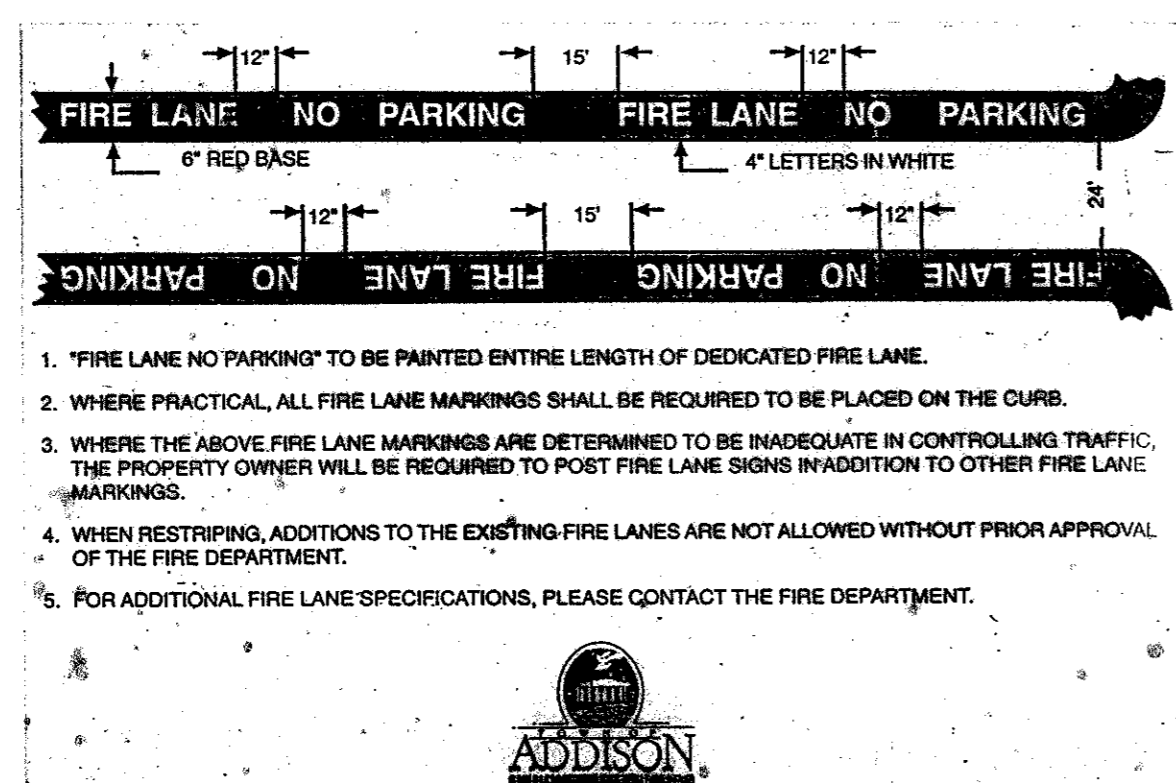 12" 15' 12"
FIRE LANE NO PARKING FIRE LANE NO PARKING
6" RED BASE 4" LETTERS IN WHITE
24'
12" 15' 12"
FIRE LANE NO PARKING FIRE LANE NO PARKING
1. "FIRE LANE NO PARKING" TO BE PAINTED ENTIRE LENGTH OF DEDICATED FIRE LANE.
2. WHERE PRACTICAL, ALL FIRE LANE MARKINGS SHALL BE REQUIRED TO BE PLACED ON THE CURB.
3. WHERE THE ABOVE FIRE LANE MARKINGS ARE DETERMINED TO BE INADEQUATE IN CONTROLLING TRAFFIC,
THE PROPERTY OWNER WILL BE REQUIRED TO POST FIRE LANE SIGNS IN ADDITION TO OTHER FIRE LANE
MARKINGS.
4. WHEN RESTRIPING, ADDITIONS TO THE EXISTING FIRE LANES ARE NOT ALLOWED WITHOUT PRIOR APPROVAL
OF THE FIRE DEPARTMENT.
5. FOR ADDITIONAL FIRE LANE SPECIFICATIONS, PLEASE CONTACT THE FIRE DEPARTMENT.
TOWN OF
ADDISON